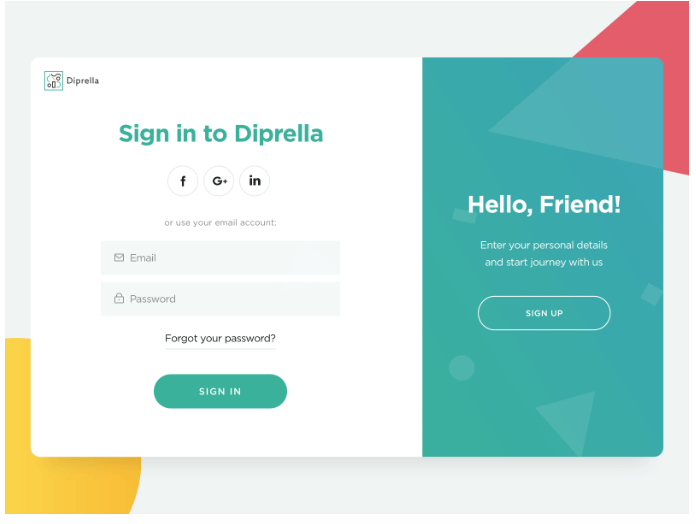 Diprella
Sign in to Diprella
f
G+
in
or use your email account:
Email
Password
Forgot your password?
SIGN IN
Hello, Friend!
Enter your personal details
and start journey with us
SIGN UP